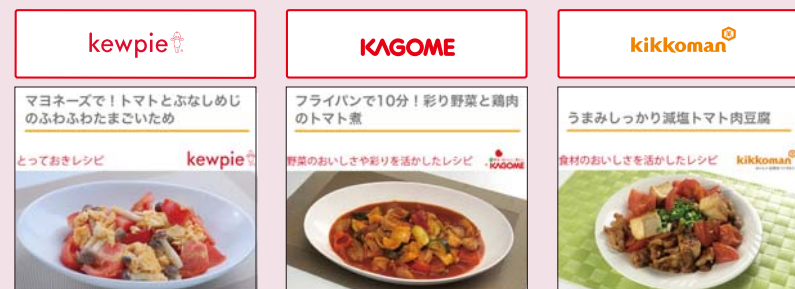 kewpie
KAGOME
kikkoman
マヨネーズで！トマトとぶなしめじ
のふわふわたまごいため
とっておきレシピ
kewpie
フライパンで10分！彩り野菜と鶏肉
のトマト煮
野菜のおいしさや彩りを活かしたレシピ
KAGOME
うまみしっかり減塩トマト肉豆腐
食材のおいしさを活かしたレシピ
kikkoman